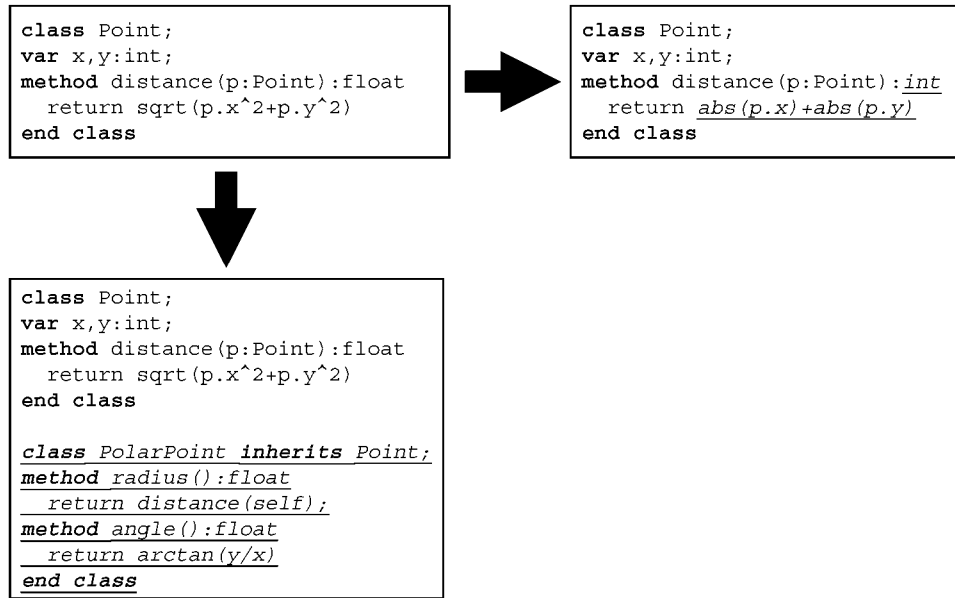 class Point;
var x,y:int;
method distance(p:Point):float
return sqrt(p.x^2+p.y^2)
end class
class Point;
var x,y:int;
method distance(p:Point):int
return abs(p.x)+abs(p.y)
end class
class Point;
var x,y:int;
method distance(p:Point):float
return sqrt(p.x^2+p.y^2)
end class
class PolarPoint inherits Point;
method radius():float
return distance(self);
method angle():float
return arctan(y/x)
end class